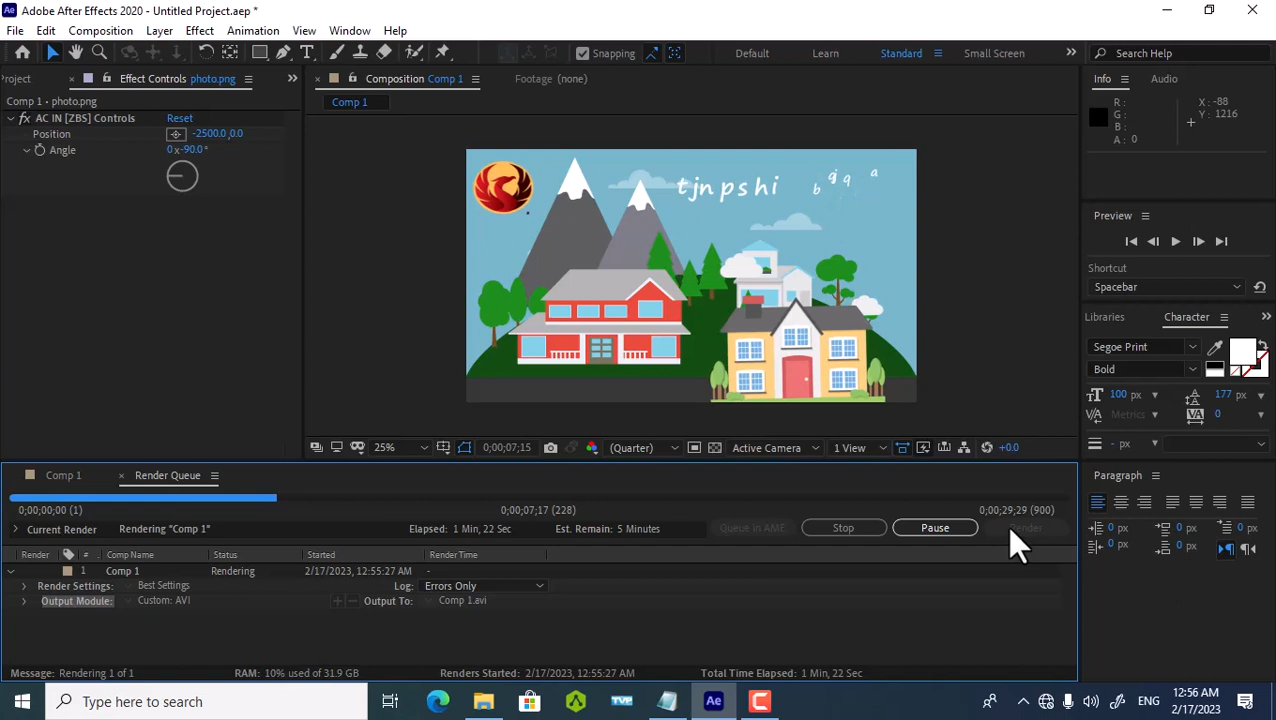 Adobe After Effects 2020 - Untitled Project.aep *
File Edit Composition Layer Effect Animation View Window Help
Snapping Default Learn Standard Small Screen Search Help
Project Effect Controls photo.png Composition Comp 1 Footage (none) Info Audio
Comp 1 • photo.png Comp 1
fx AC IN [ZBS] Controls Reset
Position -2500.0,0.0
Angle 0x-90.0°
R :
G :
B :
A : 0
X : -88
Y : 1216
tjnpshi b q q a
Preview
Shortcut
Spacebar
Libraries Character
Segoe Print
Bold
100 px 177 px
Metrics 0
- px
25% 0;00;07;15 (Quarter) Active Camera 1 View +0.0
Comp 1 Render Queue Paragraph
0;00;00;00 (1) 0;00;07;17 (228) 0;00;29;29 (900)
Current Render Rendering "Comp 1" Elapsed: 1 Min, 22 Sec Est. Remain: 5 Minutes Queue in AME Stop Pause Render
0 px 0 px 0 px
0 px 0 px
Render # Comp Name Status Started Render Time
1 Comp 1 Rendering 2/17/2023, 12:55:27 AM -
Render Settings: Best Settings Log: Errors Only
Output Module: Custom: AVI Output To: Comp 1.avi
Message: Rendering 1 of 1 RAM: 10% used of 31.9 GB Renders Started: 2/17/2023, 12:55:27 AM Total Time Elapsed: 1 Min, 22 Sec
Type here to search TVP Ae ENG 12:56 AM
2/17/2023